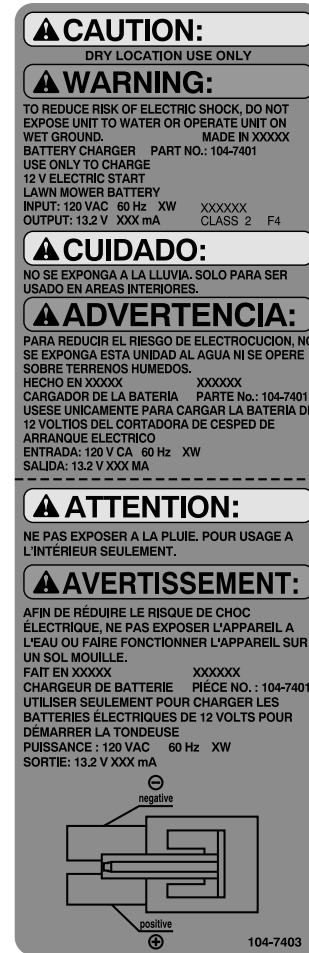 CAUTION:
DRY LOCATION USE ONLY
WARNING:
TO REDUCE RISK OF ELECTRIC SHOCK, DO NOT
EXPOSE UNIT TO WATER OR OPERATE UNIT ON
WET GROUND. MADE IN XXXXX
BATTERY CHARGER PART NO.: 104-7401
USE ONLY TO CHARGE
12 V ELECTRIC START
LAWN MOWER BATTERY
INPUT: 120 VAC 60 Hz XW XXXXXX
OUTPUT: 13.2 V XXX mA CLASS 2 F4
CUIDADO:
NO SE EXPONGA A LA LLUVIA. SOLO PARA SER
USADO EN AREAS INTERIORES.
ADVERTENCIA:
PARA REDUCIR EL RIESGO DE ELECTROCUCION, NO
SE EXPONGA ESTA UNIDAD AL AGUA NI SE OPERE
SOBRE TERRENOS HUMEDOS.
HECHO EN XXXXX XXXXXX
CARGADOR DE LA BATERIA PARTE No.: 104-7401
USESE UNICAMENTE PARA CARGAR LA BATERIA DE
12 VOLTIOS DEL CORTADORA DE CESPED DE
ARRANQUE ELECTRICO
ENTRADA: 120 V CA 60 Hz XW
SALIDA: 13.2 V XXX MA
ATTENTION:
NE PAS EXPOSER A LA PLUIE. POUR USAGE A
L'INTÉRIEUR SEULEMENT.
AVERTISSEMENT:
AFIN DE RÉDUIRE LE RISQUE DE CHOC
ÉLECTRIQUE, NE PAS EXPOSER L'APPAREIL A
L'EAU OU FAIRE FONCTIONNER L'APPAREIL SUR
UN SOL MOUILLE.
FAIT EN XXXXX XXXXXX
CHARGEUR DE BATTERIE PIÉCE NO. : 104-7401
UTILISER SEULEMENT POUR CHARGER LES
BATTERIES ÉLECTRIQUES DE 12 VOLTS POUR
DÉMARRER LA TONDEUSE
PUISSANCE : 120 VAC 60 Hz XW
SORTIE: 13.2 V XXX mA
negative
positive
104-7403